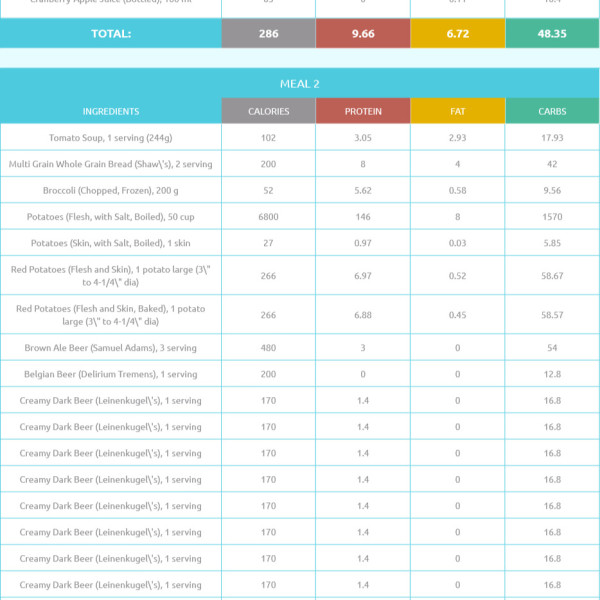 Cranberry Apple Juice (Bottled), 100 ml
TOTAL: 286 9.66 6.72 48.35
MEAL 2
INGREDIENTS CALORIES PROTEIN FAT CARBS
Tomato Soup, 1 serving (244g) 102 3.05 2.93 17.93
Multi Grain Whole Grain Bread (Shaw\'s), 2 serving 200 8 4 42
Broccoli (Chopped, Frozen), 200 g 52 5.62 0.58 9.56
Potatoes (Flesh, with Salt, Boiled), 50 cup 6800 146 8 1570
Potatoes (Skin, with Salt, Boiled), 1 skin 27 0.97 0.03 5.85
Red Potatoes (Flesh and Skin), 1 potato large (3\"
to 4-1/4\" dia) 266 6.97 0.52 58.67
Red Potatoes (Flesh and Skin, Baked), 1 potato
large (3\" to 4-1/4\" dia) 266 6.88 0.45 58.57
Brown Ale Beer (Samuel Adams), 3 serving 480 3 0 54
Belgian Beer (Delirium Tremens), 1 serving 200 0 0 12.8
Creamy Dark Beer (Leinenkugel\'s), 1 serving 170 1.4 0 16.8
Creamy Dark Beer (Leinenkugel\'s), 1 serving 170 1.4 0 16.8
Creamy Dark Beer (Leinenkugel\'s), 1 serving 170 1.4 0 16.8
Creamy Dark Beer (Leinenkugel\'s), 1 serving 170 1.4 0 16.8
Creamy Dark Beer (Leinenkugel\'s), 1 serving 170 1.4 0 16.8
Creamy Dark Beer (Leinenkugel\'s), 1 serving 170 1.4 0 16.8
Creamy Dark Beer (Leinenkugel\'s), 1 serving 170 1.4 0 16.8
Creamy Dark Beer (Leinenkugel\'s), 1 serving 170 1.4 0 16.8